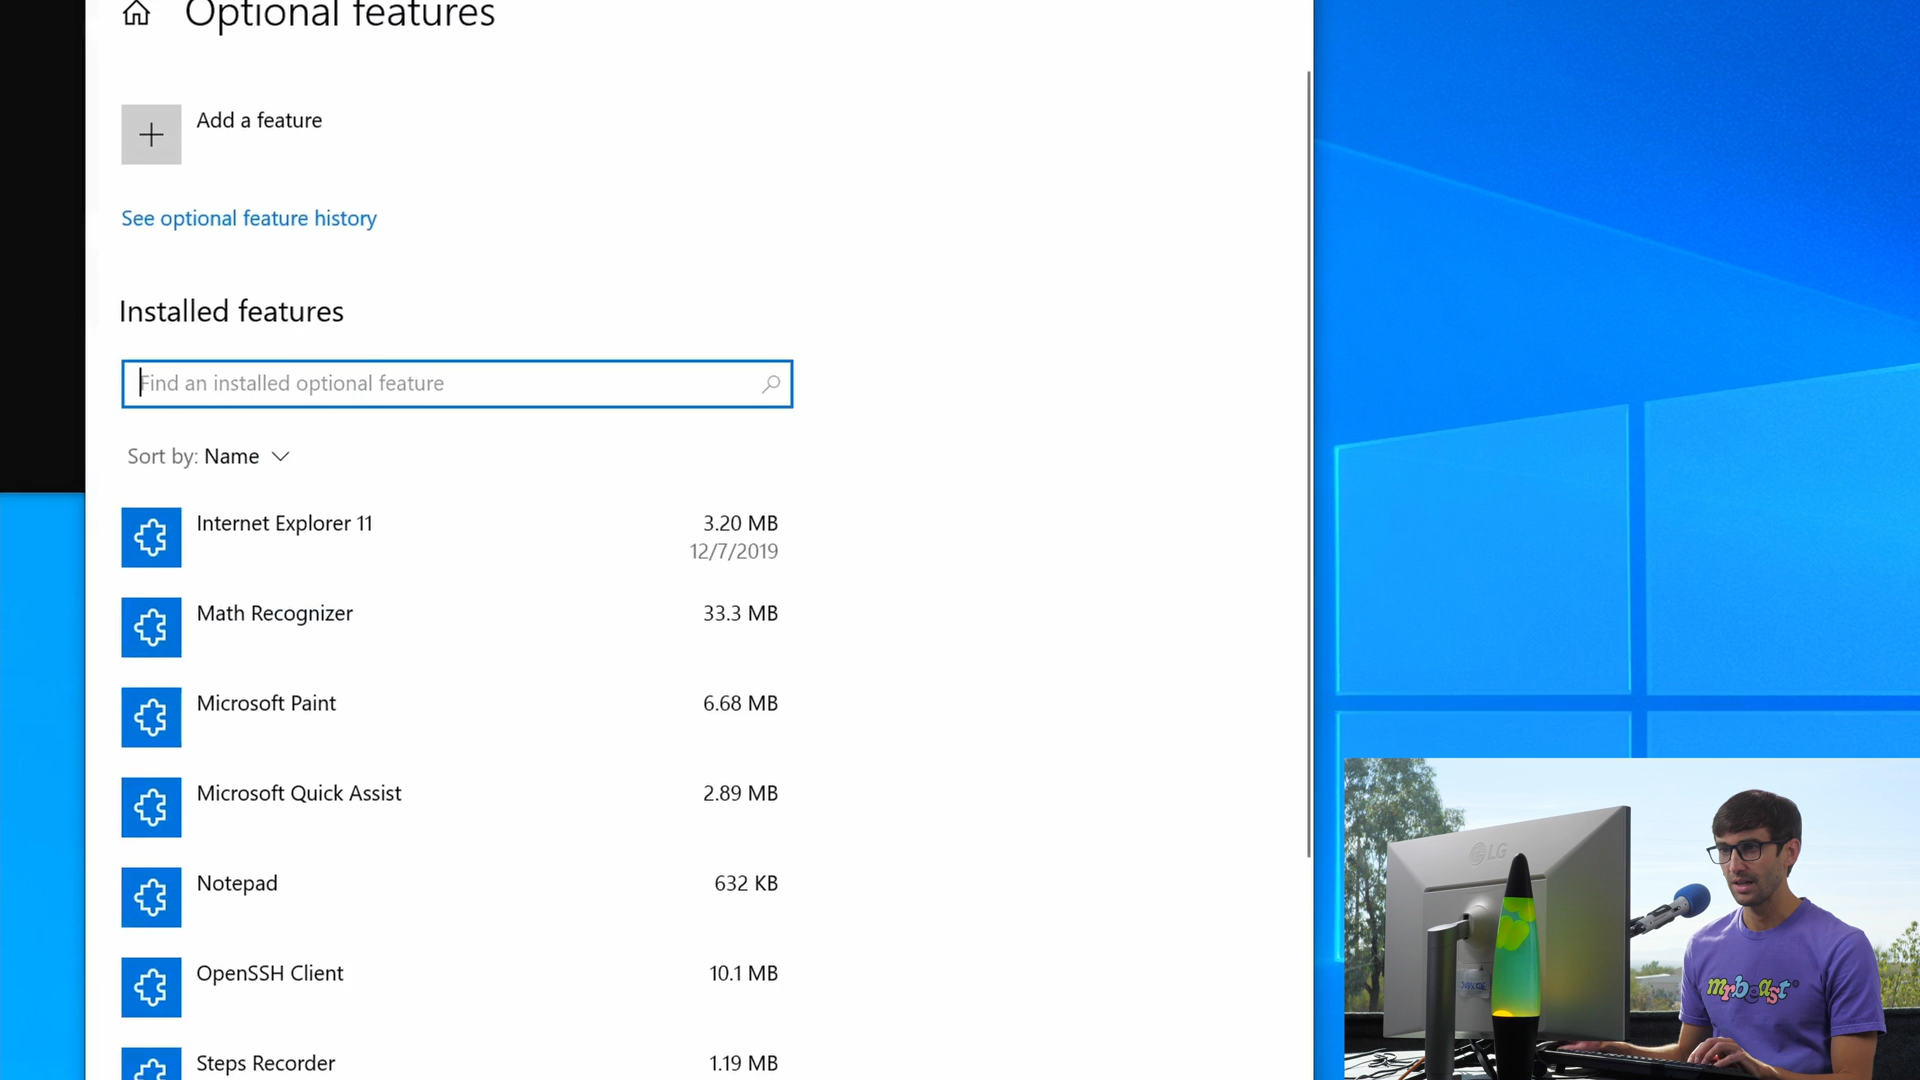 Optional features
Add a feature
See optional feature history
Installed features
Find an installed optional feature
Sort by: Name
Internet Explorer 11 3.20 MB
12/7/2019
Math Recognizer 33.3 MB
Microsoft Paint 6.68 MB
Microsoft Quick Assist 2.89 MB
Notepad 632 KB
OpenSSH Client 10.1 MB
Steps Recorder 1.19 MB
LG
mrbeast